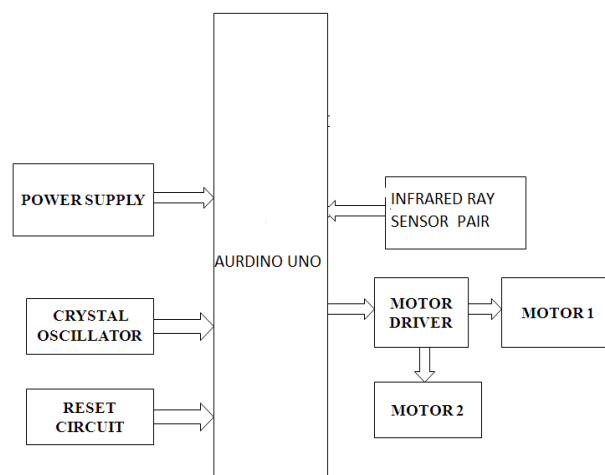 POWER SUPPLY
CRYSTAL
OSCILLATOR
RESET
CIRCUIT
AURDINO UNO
INFRARED RAY
SENSOR PAIR
MOTOR
DRIVER
MOTOR 1
MOTOR 2